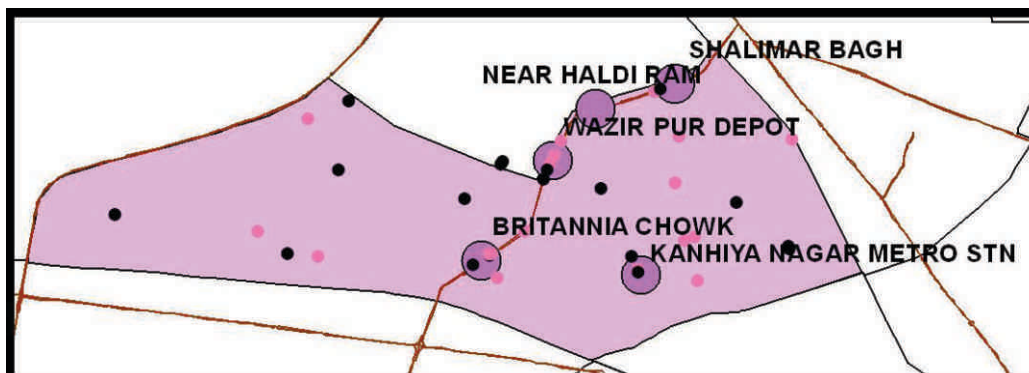 SHALIMAR BAGH
NEAR HALDI RAM
WAZIR PUR DEPOT
BRITANNIA CHOWK
KANHIYA NAGAR METRO STN